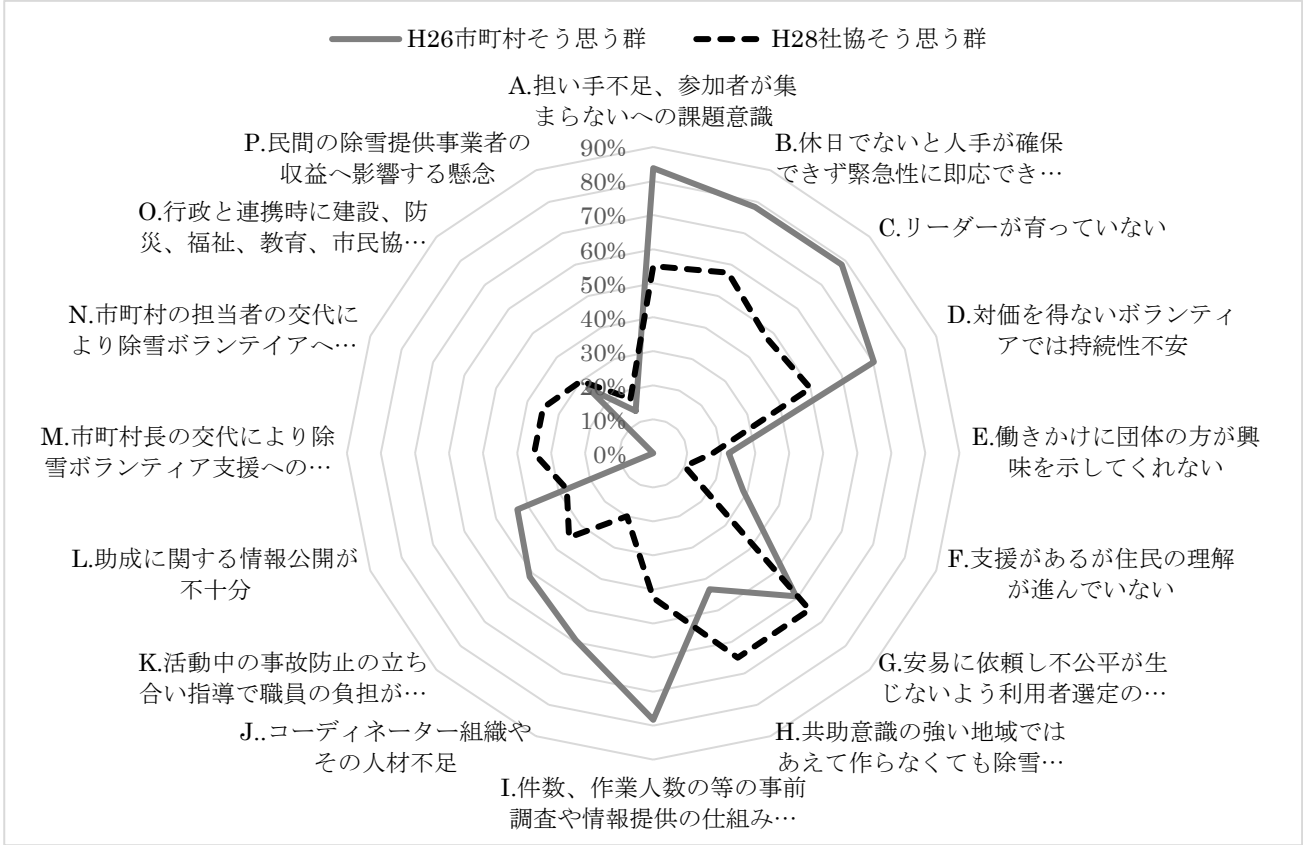 H26市町村そう思う群
H28社協そう思う群
A.担い手不足、参加者が集
まらないへの課題意識
B.休日でないと人手が確保
できず緊急性に即応でき…
C.リーダーが育っていない
D.対価を得ないボランティ
アでは持続性不安
E.働きかけに団体の方が興
味を示してくれない
F.支援があるが住民の理解
が進んでいない
G.安易に依頼し不公平が生
じないよう利用者選定の…
H.共助意識の強い地域では
あえて作らなくても除雪…
I.件数、作業人数の等の事前
調査や情報提供の仕組み…
J..コーディネーター組織や
その人材不足
K.活動中の事故防止の立ち
合い指導で職員の負担が…
L.助成に関する情報公開が
不十分
M.市町村長の交代により除
雪ボランティア支援への…
N.市町村の担当者の交代に
より除雪ボランテイアへ…
O.行政と連携時に建設、防
災、福祉、教育、市民協…
P.民間の除雪提供事業者の
収益へ影響する懸念
90%
80%
70%
60%
50%
40%
30%
20%
10%
0%